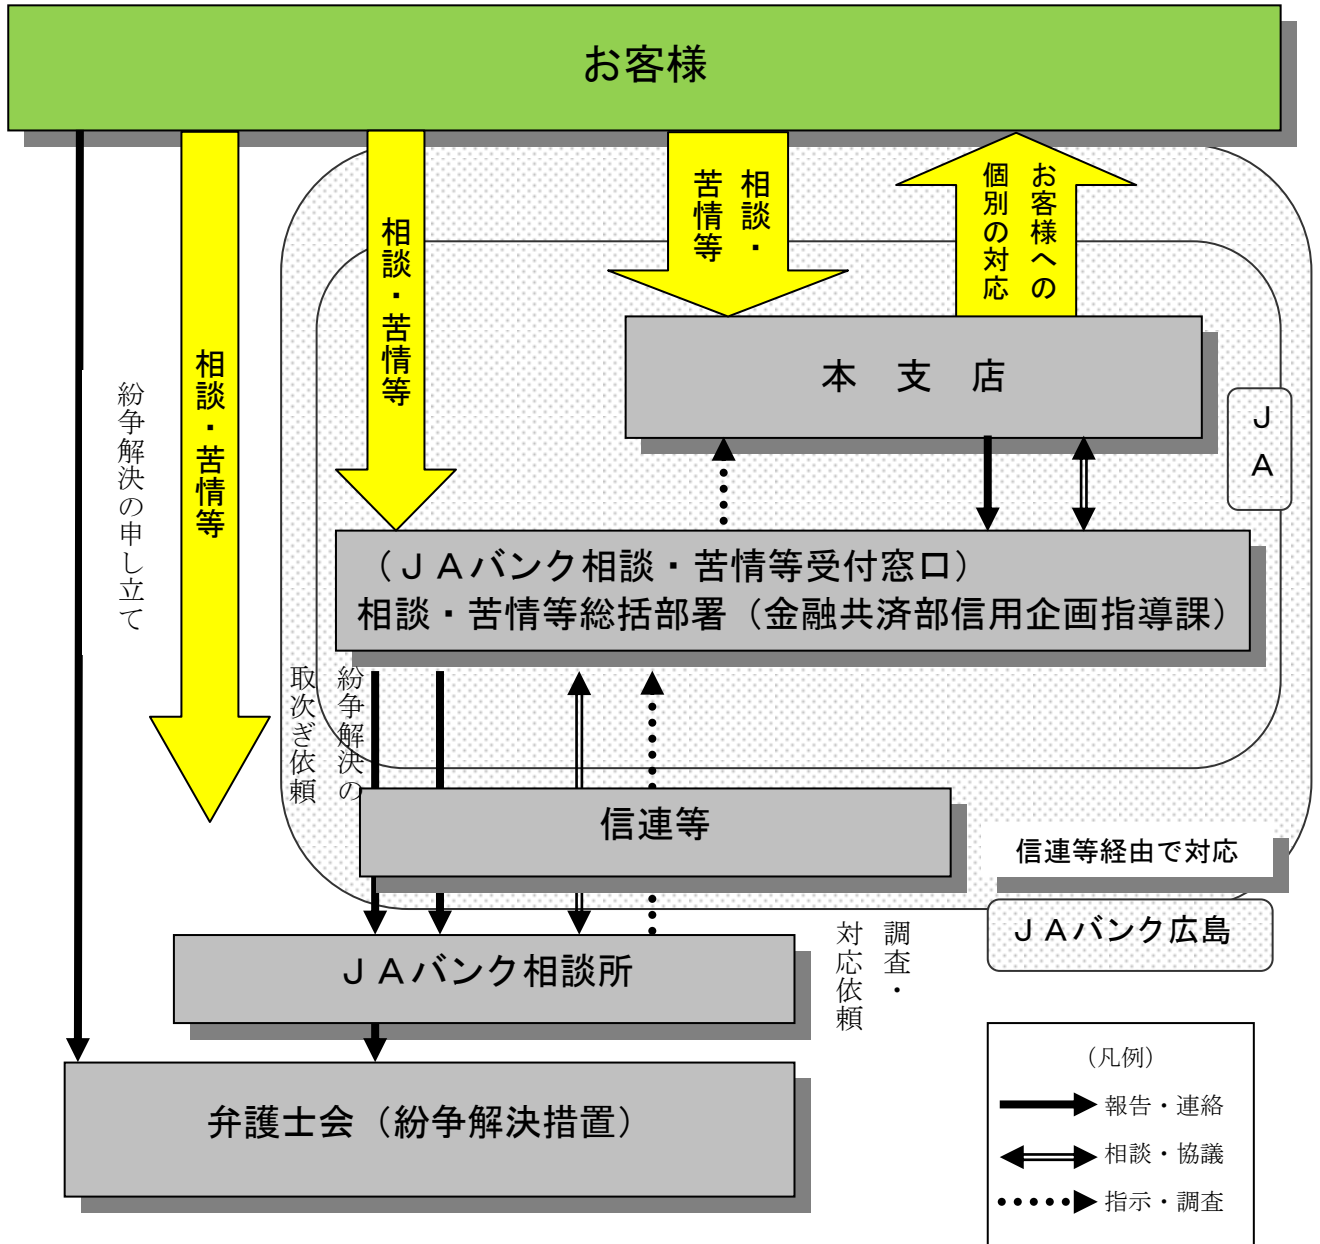 お客様
紛争解決の申し立て
相談・苦情等
相談・苦情等
相談・
苦情等
お客様への
個別の対応
本　支　店
ＪＡ
（ＪＡバンク相談・苦情等受付窓口）
相談・苦情等総括部署（金融共済部信用企画指導課）
紛争解決の
取次ぎ依頼
信連等
信連等経由で対応
ＪＡバンク広島
調査・
対応依頼
ＪＡバンク相談所
弁護士会（紛争解決措置）
（凡例）
報告・連絡
相談・協議
指示・調査